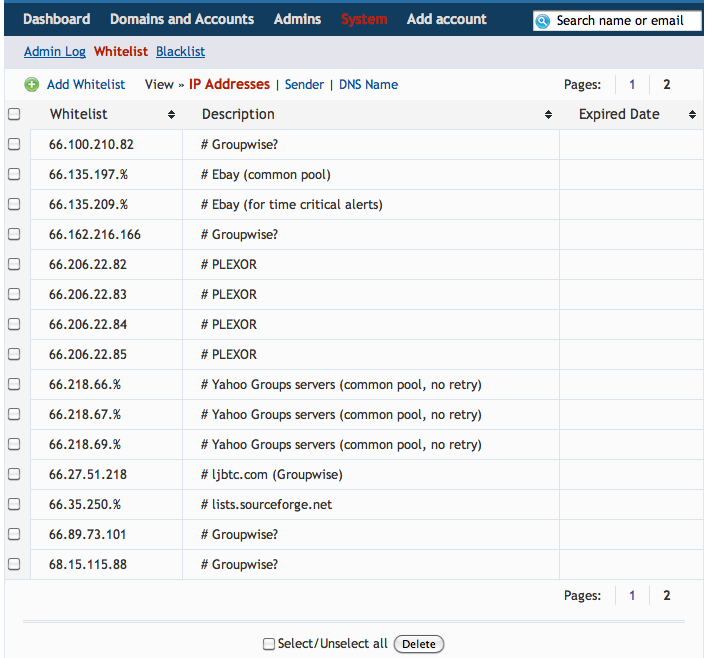 Dashboard Domains and Accounts Admins System Add account Search name or email
Admin Log Whitelist Blacklist
Add Whitelist View » IP Addresses | Sender | DNS Name Pages: 1 2
Whitelist Description Expired Date
66.100.210.82 # Groupwise?
66.135.197.% # Ebay (common pool)
66.135.209.% # Ebay (for time critical alerts)
66.162.216.166 # Groupwise?
66.206.22.82 # PLEXOR
66.206.22.83 # PLEXOR
66.206.22.84 # PLEXOR
66.206.22.85 # PLEXOR
66.218.66.% # Yahoo Groups servers (common pool, no retry)
66.218.67.% # Yahoo Groups servers (common pool, no retry)
66.218.69.% # Yahoo Groups servers (common pool, no retry)
66.27.51.218 # ljbtc.com (Groupwise)
66.35.250.% # lists.sourceforge.net
66.89.73.101 # Groupwise?
68.15.115.88 # Groupwise?
Pages: 1 2
Select/Unselect all Delete